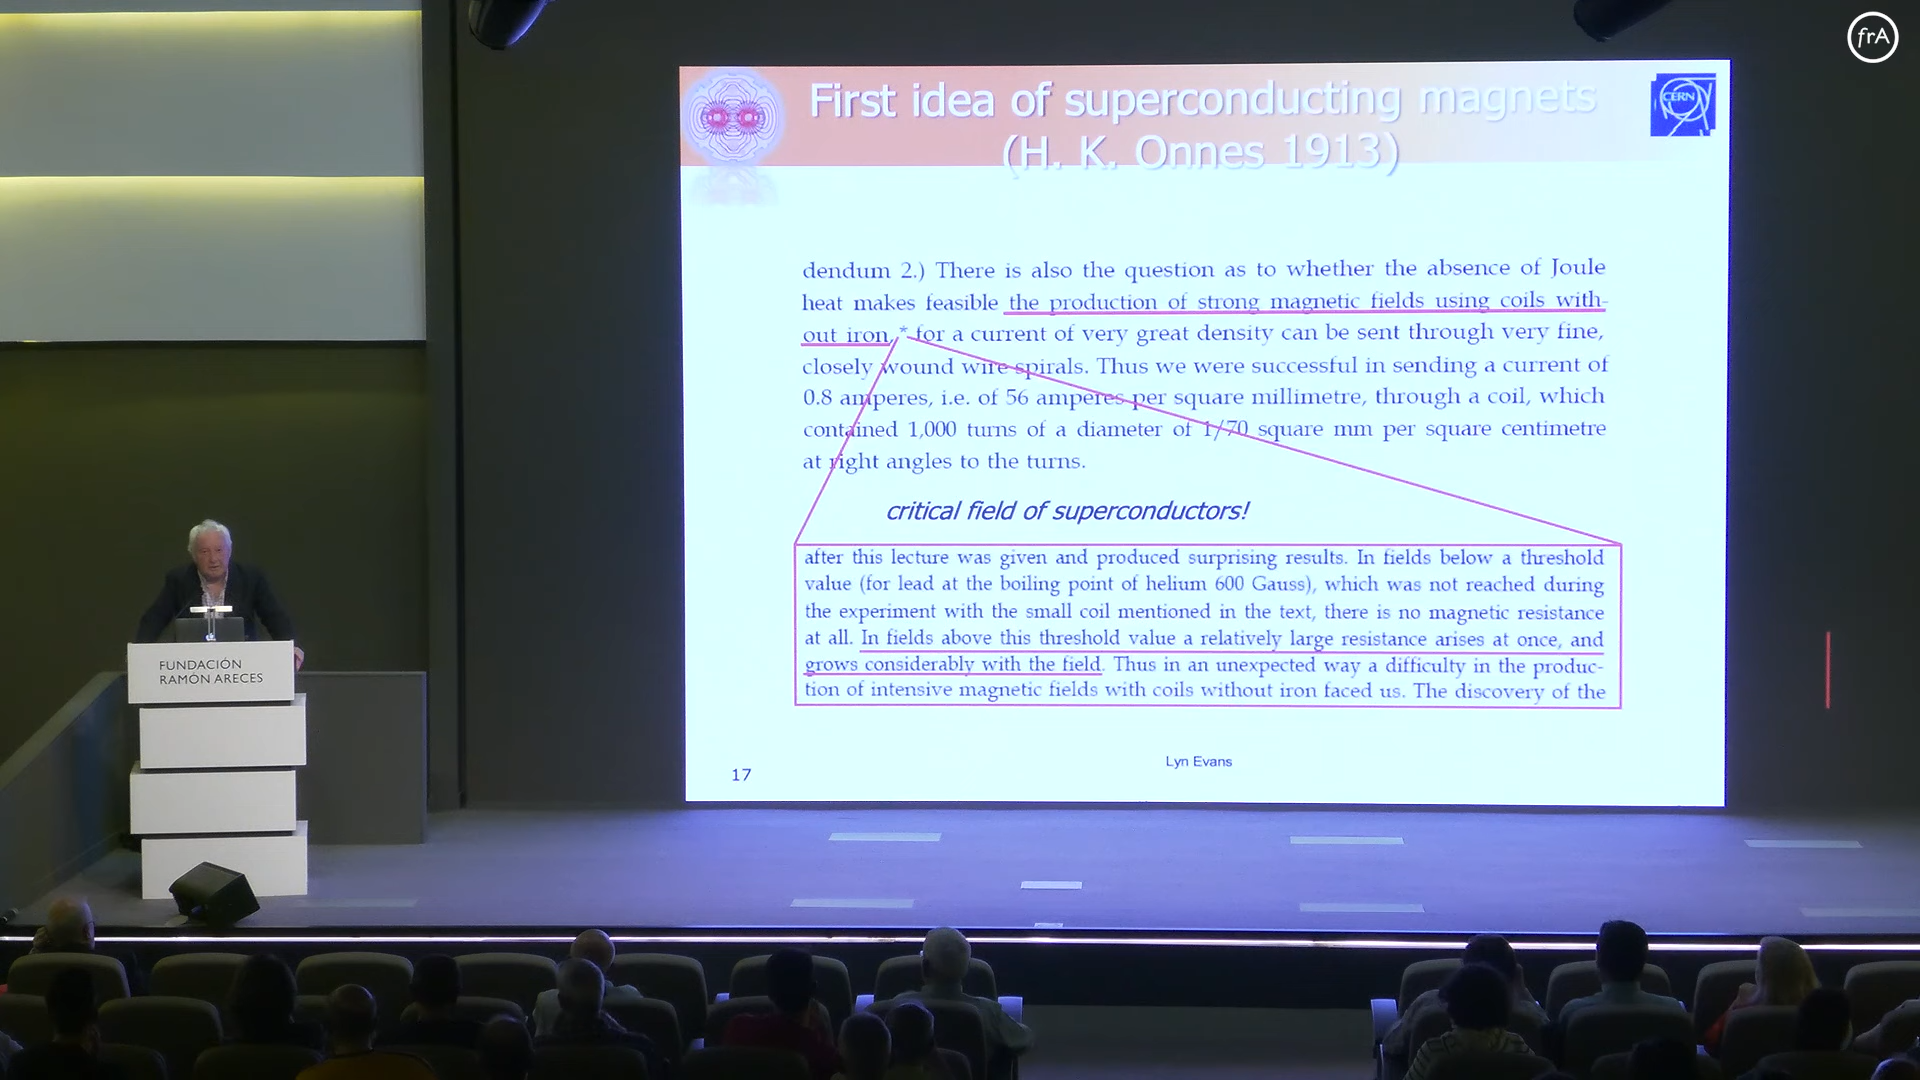 frA
First idea of superconducting magnets
(H. K. Onnes 1913)
CERN
dendum 2.) There is also the question as to whether the absence of Joule
heat makes feasible the production of strong magnetic fields using coils with-
out iron,* for a current of very great density can be sent through very fine,
closely wound wire spirals. Thus we were successful in sending a current of
0.8 amperes, i.e. of 56 amperes per square millimetre, through a coil, which
contained 1,000 turns of a diameter of 1/70 square mm per square centimetre
at right angles to the turns.
critical field of superconductors!
after this lecture was given and produced surprising results. In fields below a threshold
value (for lead at the boiling point of helium 600 Gauss), which was not reached during
the experiment with the small coil mentioned in the text, there is no magnetic resistance
at all. In fields above this threshold value a relatively large resistance arises at once, and
grows considerably with the field. Thus in an unexpected way a difficulty in the produc-
tion of intensive magnetic fields with coils without iron faced us. The discovery of the
17
Lyn Evans
FUNDACIÓN
RAMÓN ARECES